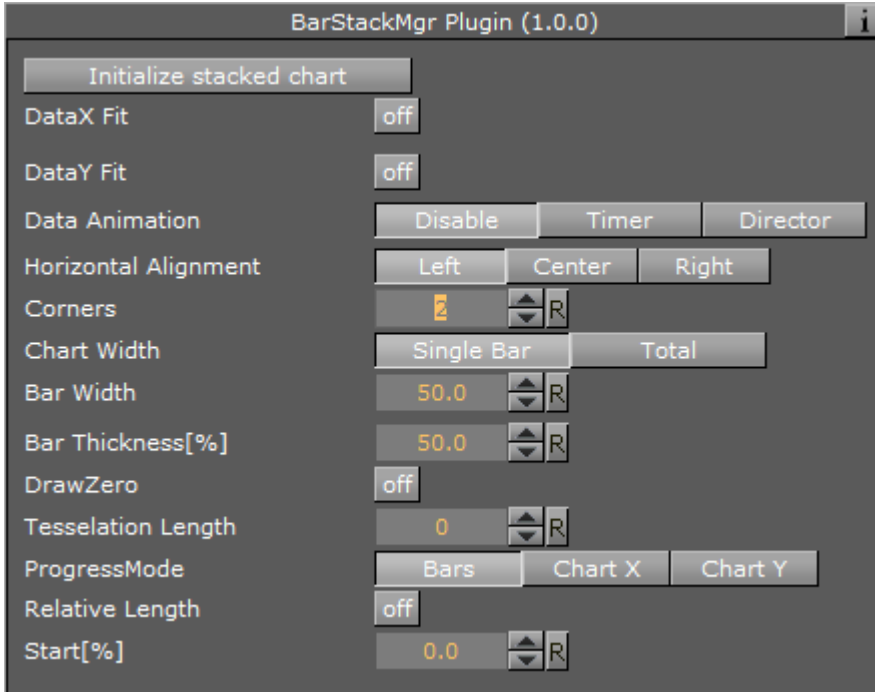 BarStackMgr Plugin (1.0.0) i
Initialize stacked chart
DataX Fit off
DataY Fit off
Data Animation Disable Timer Director
Horizontal Alignment Left Center Right
Corners 2 R
Chart Width Single Bar Total
Bar Width 50.0 R
Bar Thickness[%] 50.0 R
DrawZero off
Tesselation Length 0 R
ProgressMode Bars Chart X Chart Y
Relative Length off
Start[%] 0.0 R